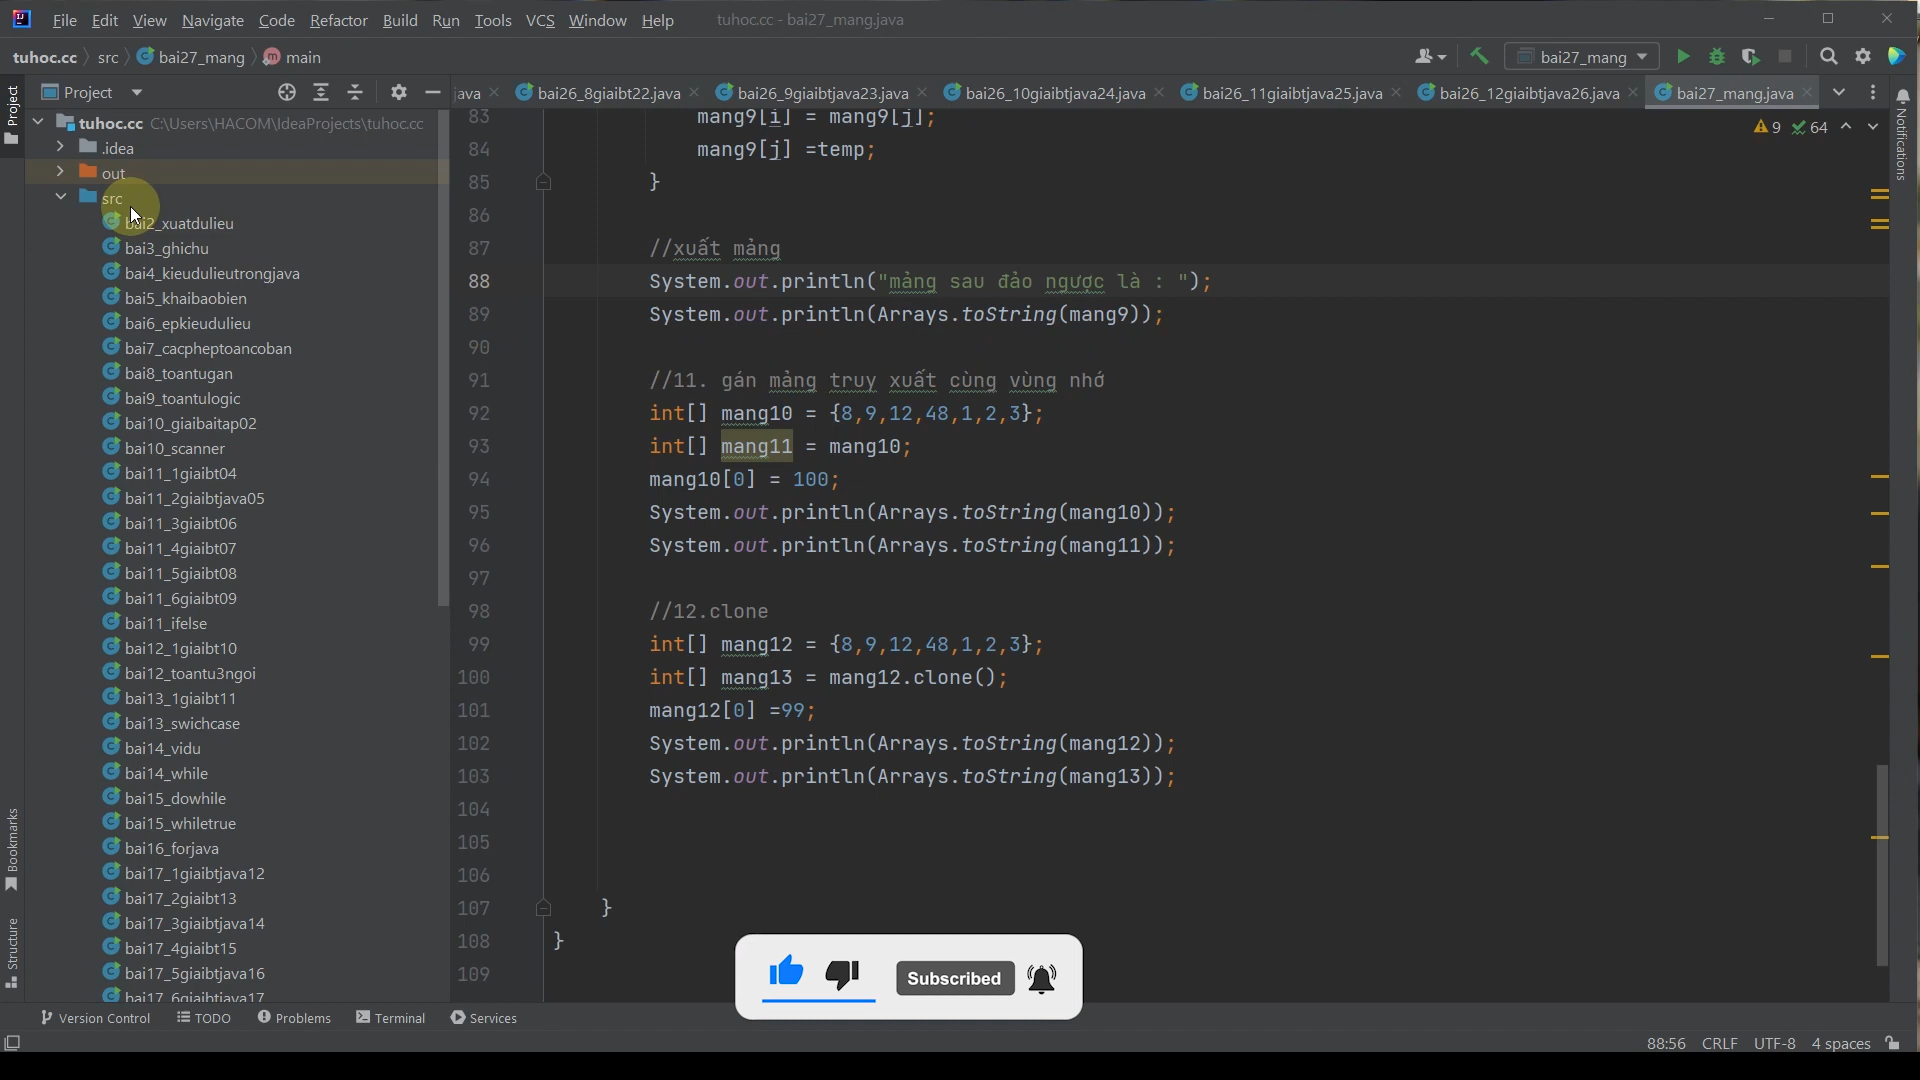 File Edit View Navigate Code Refactor Build Run Tools VCS Window Help tuhoc.cc - bai27_mang.java
tuhoc.cc src bai27_mang main bai27_mang
Project
java bai26_8giaibt22.java bai26_9giaibtjava23.java bai26_10giaibtjava24.java bai26_11giaibtjava25.java bai26_12giaibtjava26.java bai27_mang.java
Project
Bookmarks
Structure
Notifications
tuhoc.cc C:\Users\HACOM\IdeaProjects\tuhoc.cc
.idea
out
src
bai2_xuatdulieu
bai3_ghichu
bai4_kieudulieutrongjava
bai5_khaibaobien
bai6_epkieudulieu
bai7_cacpheptoancoban
bai8_toantugan
bai9_toantulogic
bai10_giaibaitap02
bai10_scanner
bai11_1giaibt04
bai11_2giaibtjava05
bai11_3giaibt06
bai11_4giaibt07
bai11_5giaibt08
bai11_6giaibt09
bai11_ifelse
bai12_1giaibt10
bai12_toantu3ngoi
bai13_1giaibt11
bai13_swichcase
bai14_vidu
bai14_while
bai15_dowhile
bai15_whiletrue
bai16_forjava
bai17_1giaibtjava12
bai17_2giaibt13
bai17_3giaibtjava14
bai17_4giaibt15
bai17_5giaibtjava16
bai17_6giaibtjava17
9 64
83 mang9[i] = mang9[j];
84 mang9[j] =temp;
85 }
86
87 //xuất mảng
88 System.out.println("mảng sau đảo ngược là : ");
89 System.out.println(Arrays.toString(mang9));
90
91 //11. gán mảng truy xuất cùng vùng nhớ
92 int[] mang10 = {8,9,12,48,1,2,3};
93 int[] mang11 = mang10;
94 mang10[0] = 100;
95 System.out.println(Arrays.toString(mang10));
96 System.out.println(Arrays.toString(mang11));
97
98 //12.clone
99 int[] mang12 = {8,9,12,48,1,2,3};
100 int[] mang13 = mang12.clone();
101 mang12[0] =99;
102 System.out.println(Arrays.toString(mang12));
103 System.out.println(Arrays.toString(mang13));
104
105
106
107 }
108 }
109
Subscribed
Version Control TODO Problems Terminal Services
88:56 CRLF UTF-8 4 spaces